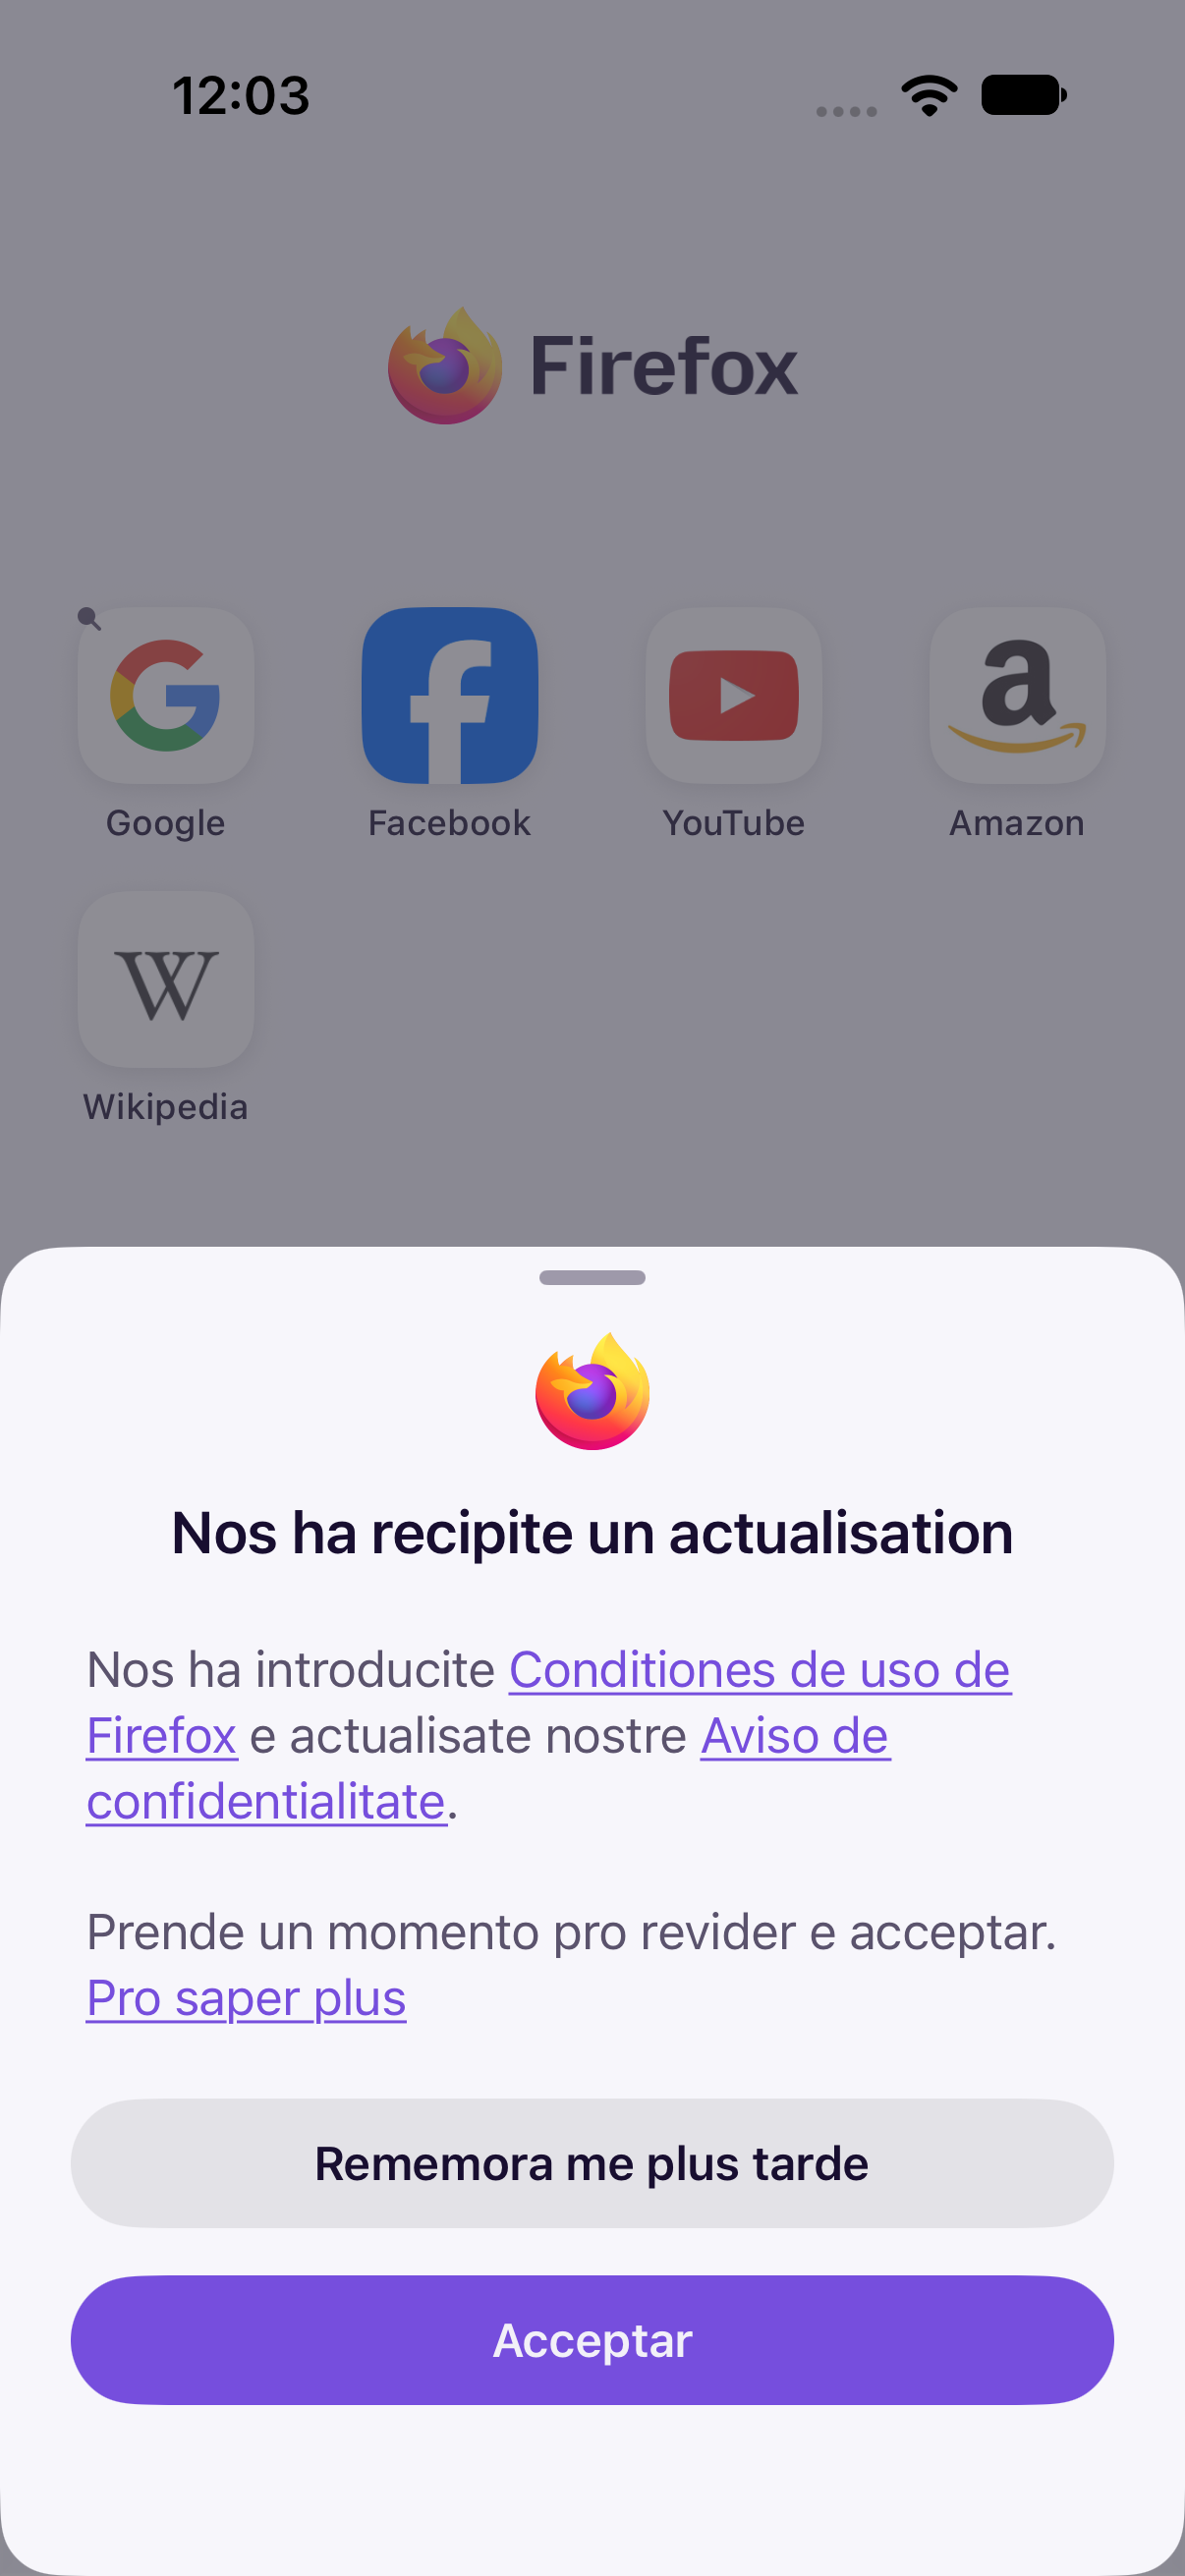 12:03
Firefox
Google
Facebook
YouTube
Amazon
W
Wikipedia
Nos ha recipite un actualisation
Nos ha introducite Conditiones de uso de
Firefox e actualisate nostre Aviso de
confidentialitate.
Prende un momento pro revider e acceptar.
Pro saper plus
Rememora me plus tarde
Acceptar